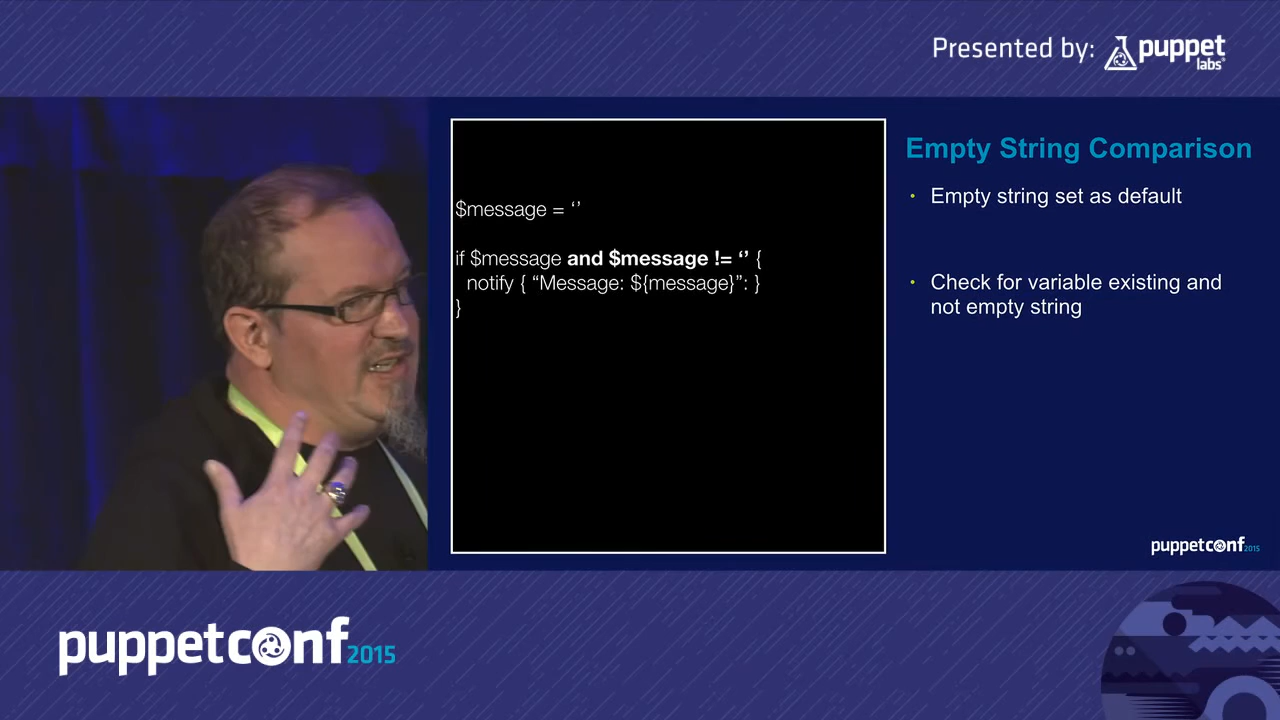 Presented by: puppet labs
Empty String Comparison
$message = ‘’
if $message and $message != ‘’ {
notify { “Message: ${message}”: }
}
• Empty string set as default
• Check for variable existing and
not empty string
puppetconf 2015
puppetconf 2015